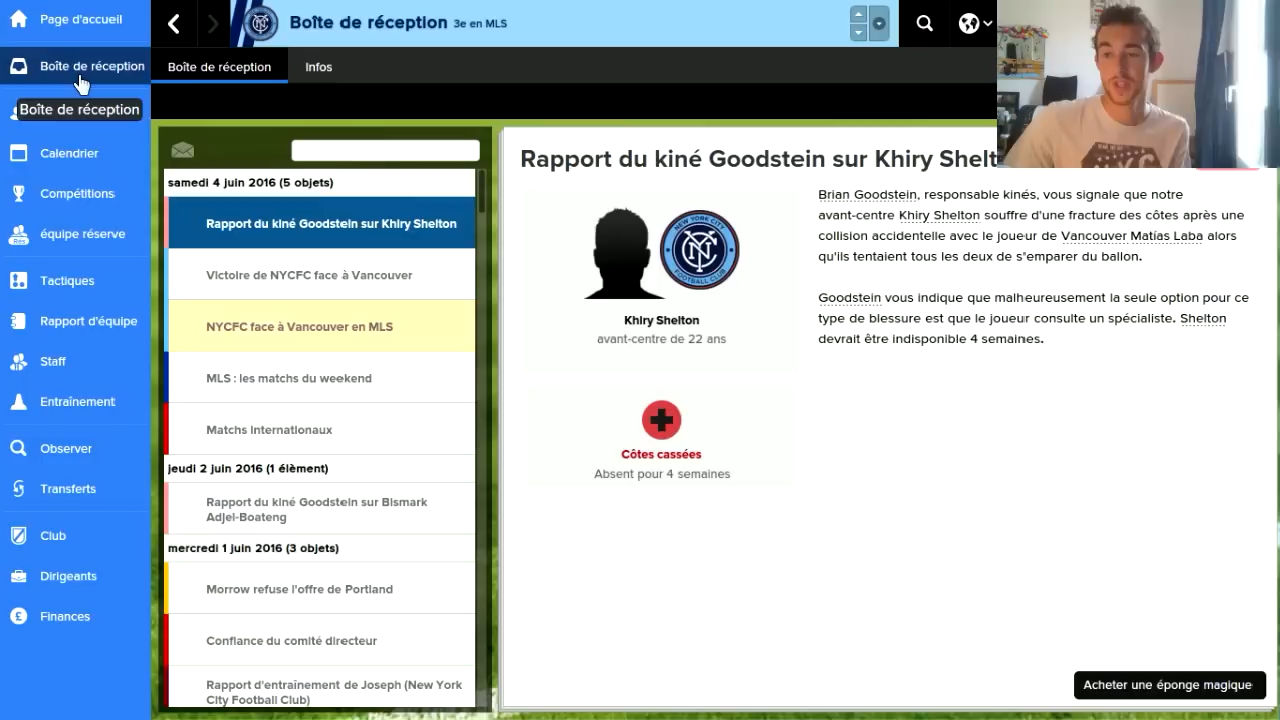 Page d'accueil
Boîte de réception
Boîte de réception
Calendrier
Compétitions
équipe réserve
Tactiques
Rapport d'équipe
Staff
Entraînement
Observer
Transferts
Club
Dirigeants
Finances
Boîte de réception 3e en MLS
Boîte de réception Infos
samedi 4 juin 2016 (5 objets)
Rapport du kiné Goodstein sur Khiry Shelton
Victoire de NYCFC face à Vancouver
NYCFC face à Vancouver en MLS
MLS : les matchs du weekend
Matchs internationaux
jeudi 2 juin 2016 (1 élèment)
Rapport du kiné Goodstein sur Bismark
Adjei-Boateng
mercredi 1 juin 2016 (3 objets)
Morrow refuse l'offre de Portland
Confiance du comité directeur
Rapport d'entraînement de Joseph (New York
City Football Club)
Rapport du kiné Goodstein sur Khiry Shelt
NEW YORK CITY
FOOTBALL CLUB
Khiry Shelton
avant-centre de 22 ans
Côtes cassées
Absent pour 4 semaines
Brian Goodstein, responsable kinés, vous signale que notre
avant-centre Khiry Shelton souffre d'une fracture des côtes après une
collision accidentelle avec le joueur de Vancouver Matías Laba alors
qu'ils tentaient tous les deux de s'emparer du ballon.
Goodstein vous indique que malheureusement la seule option pour ce
type de blessure est que le joueur consulte un spécialiste. Shelton
devrait être indisponible 4 semaines.
Acheter une éponge magique